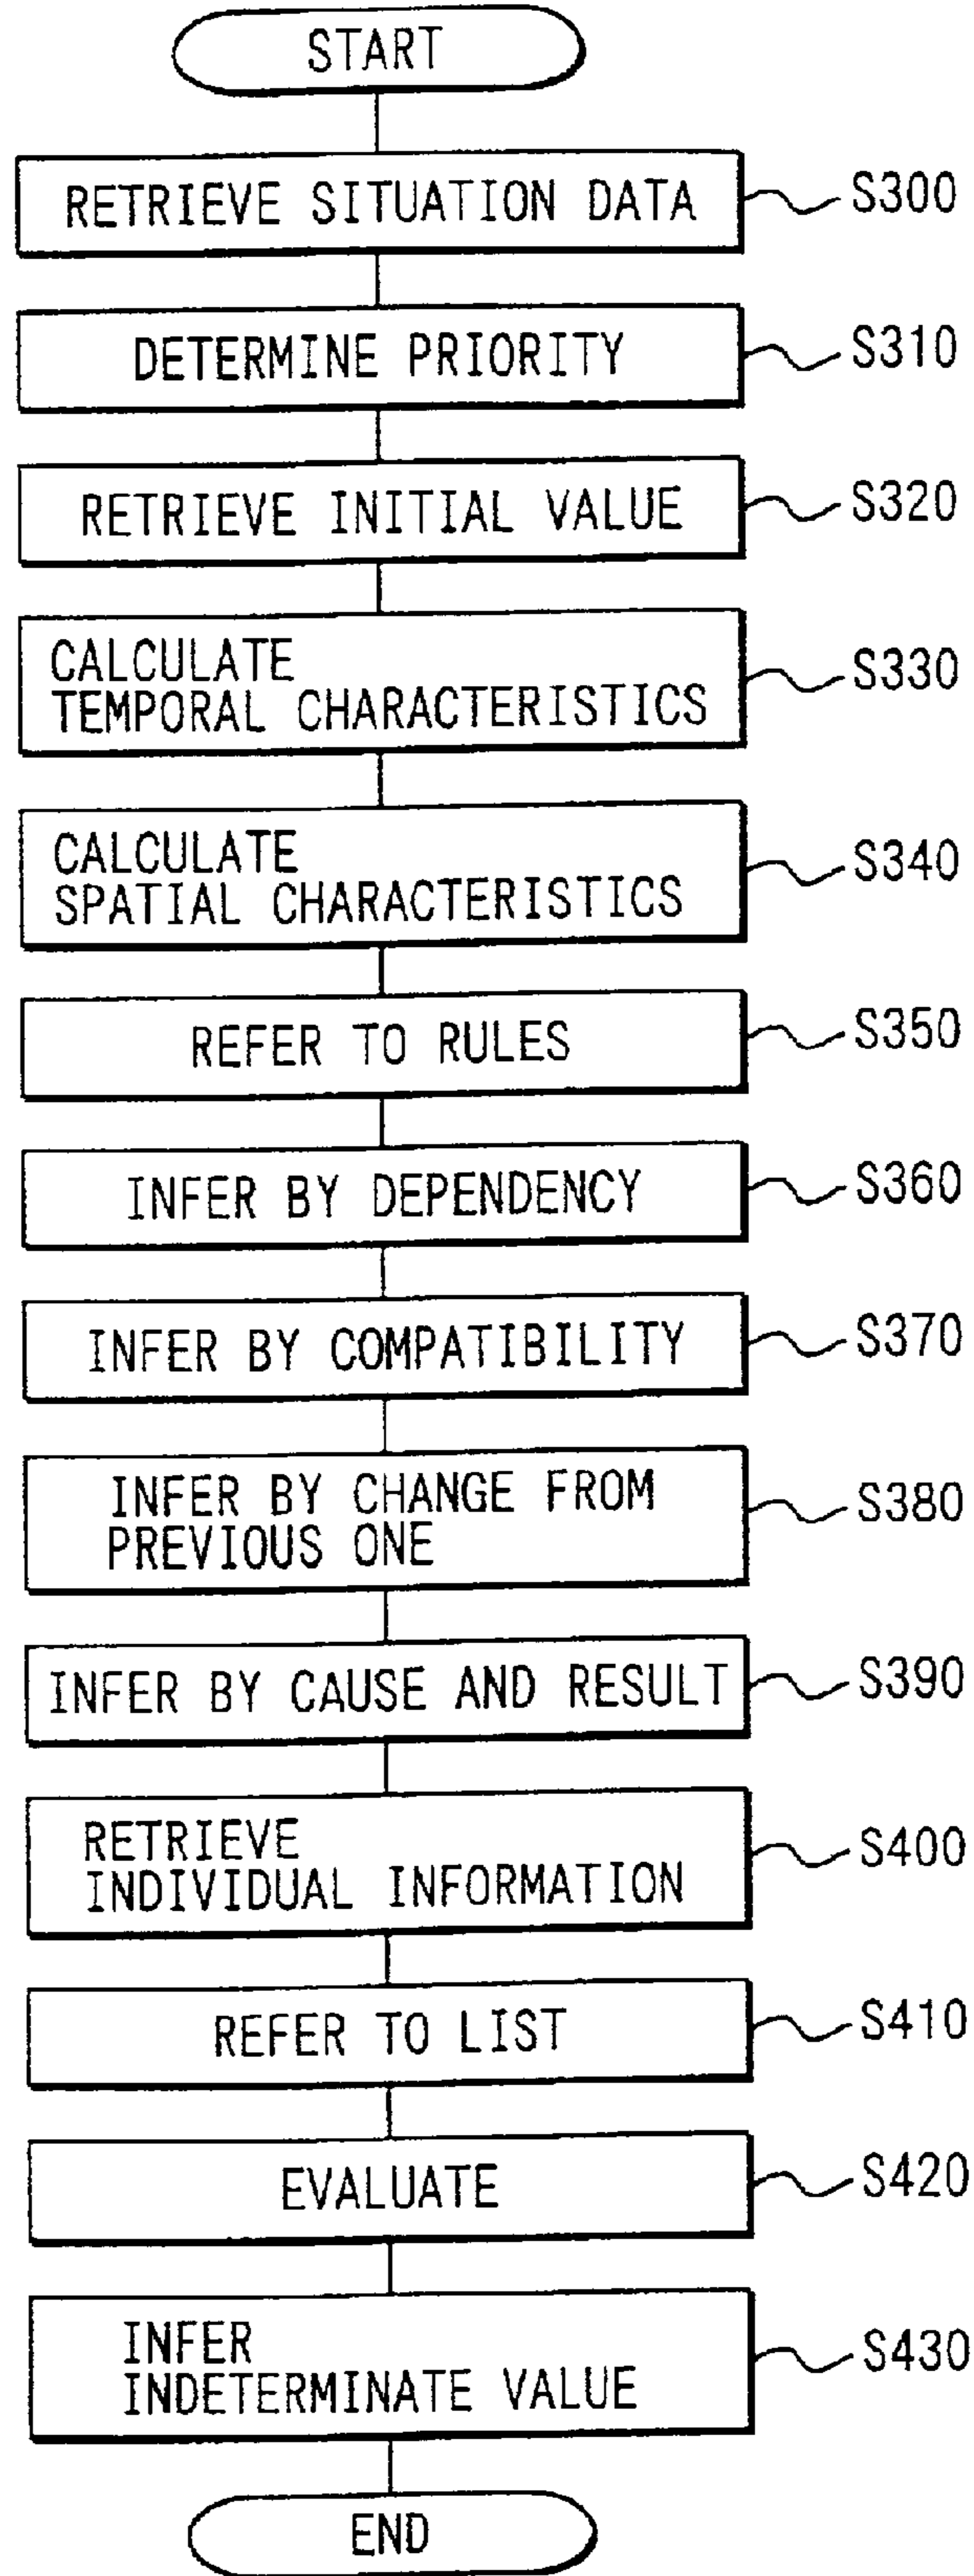 START
RETRIEVE SITUATION DATA
S300
DETERMINE PRIORITY
S310
RETRIEVE INITIAL VALUE
S320
CALCULATE
TEMPORAL CHARACTERISTICS
S330
CALCULATE
SPATIAL CHARACTERISTICS
S340
REFER TO RULES
S350
INFER BY DEPENDENCY
S360
INFER BY COMPATIBILITY
S370
INFER BY CHANGE FROM
PREVIOUS ONE
S380
INFER BY CAUSE AND RESULT
S390
RETRIEVE
INDIVIDUAL INFORMATION
S400
REFER TO LIST
S410
EVALUATE
S420
INFER
INDETERMINATE VALUE
S430
END